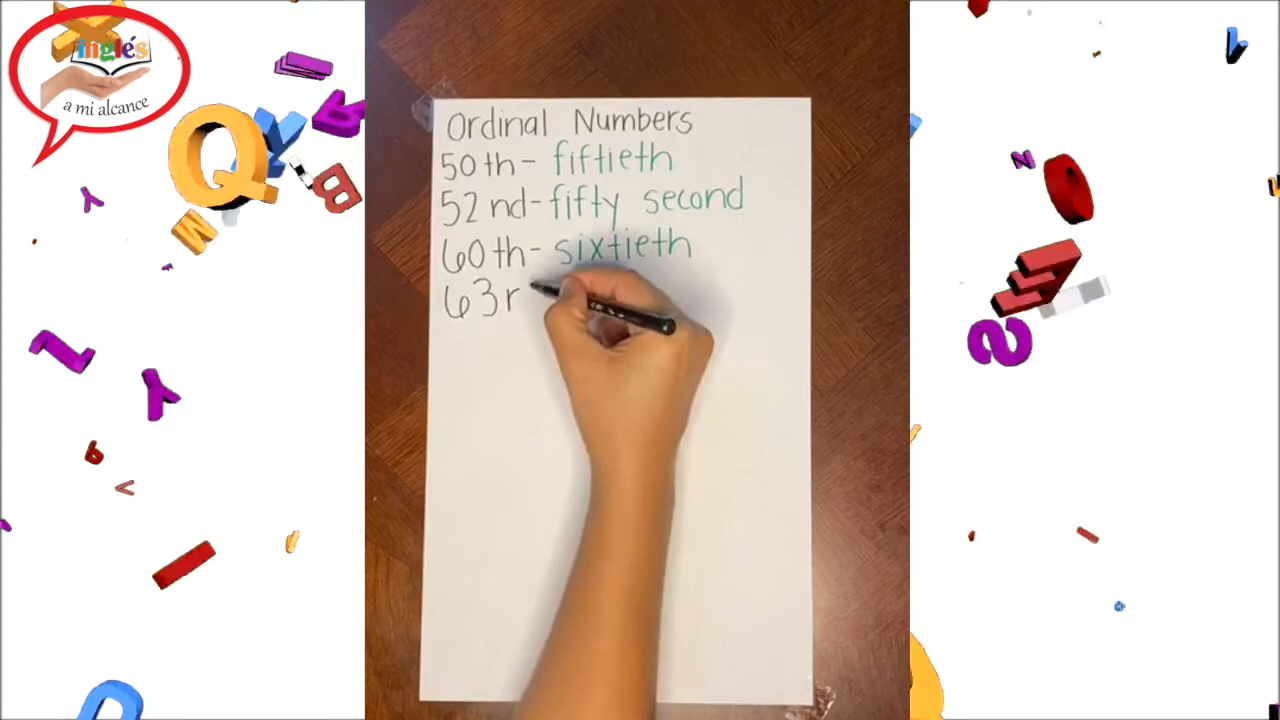 inglés
a mi alcance
Ordinal Numbers
50th- fiftieth
52nd- fifty second
60th- sixtieth
63r